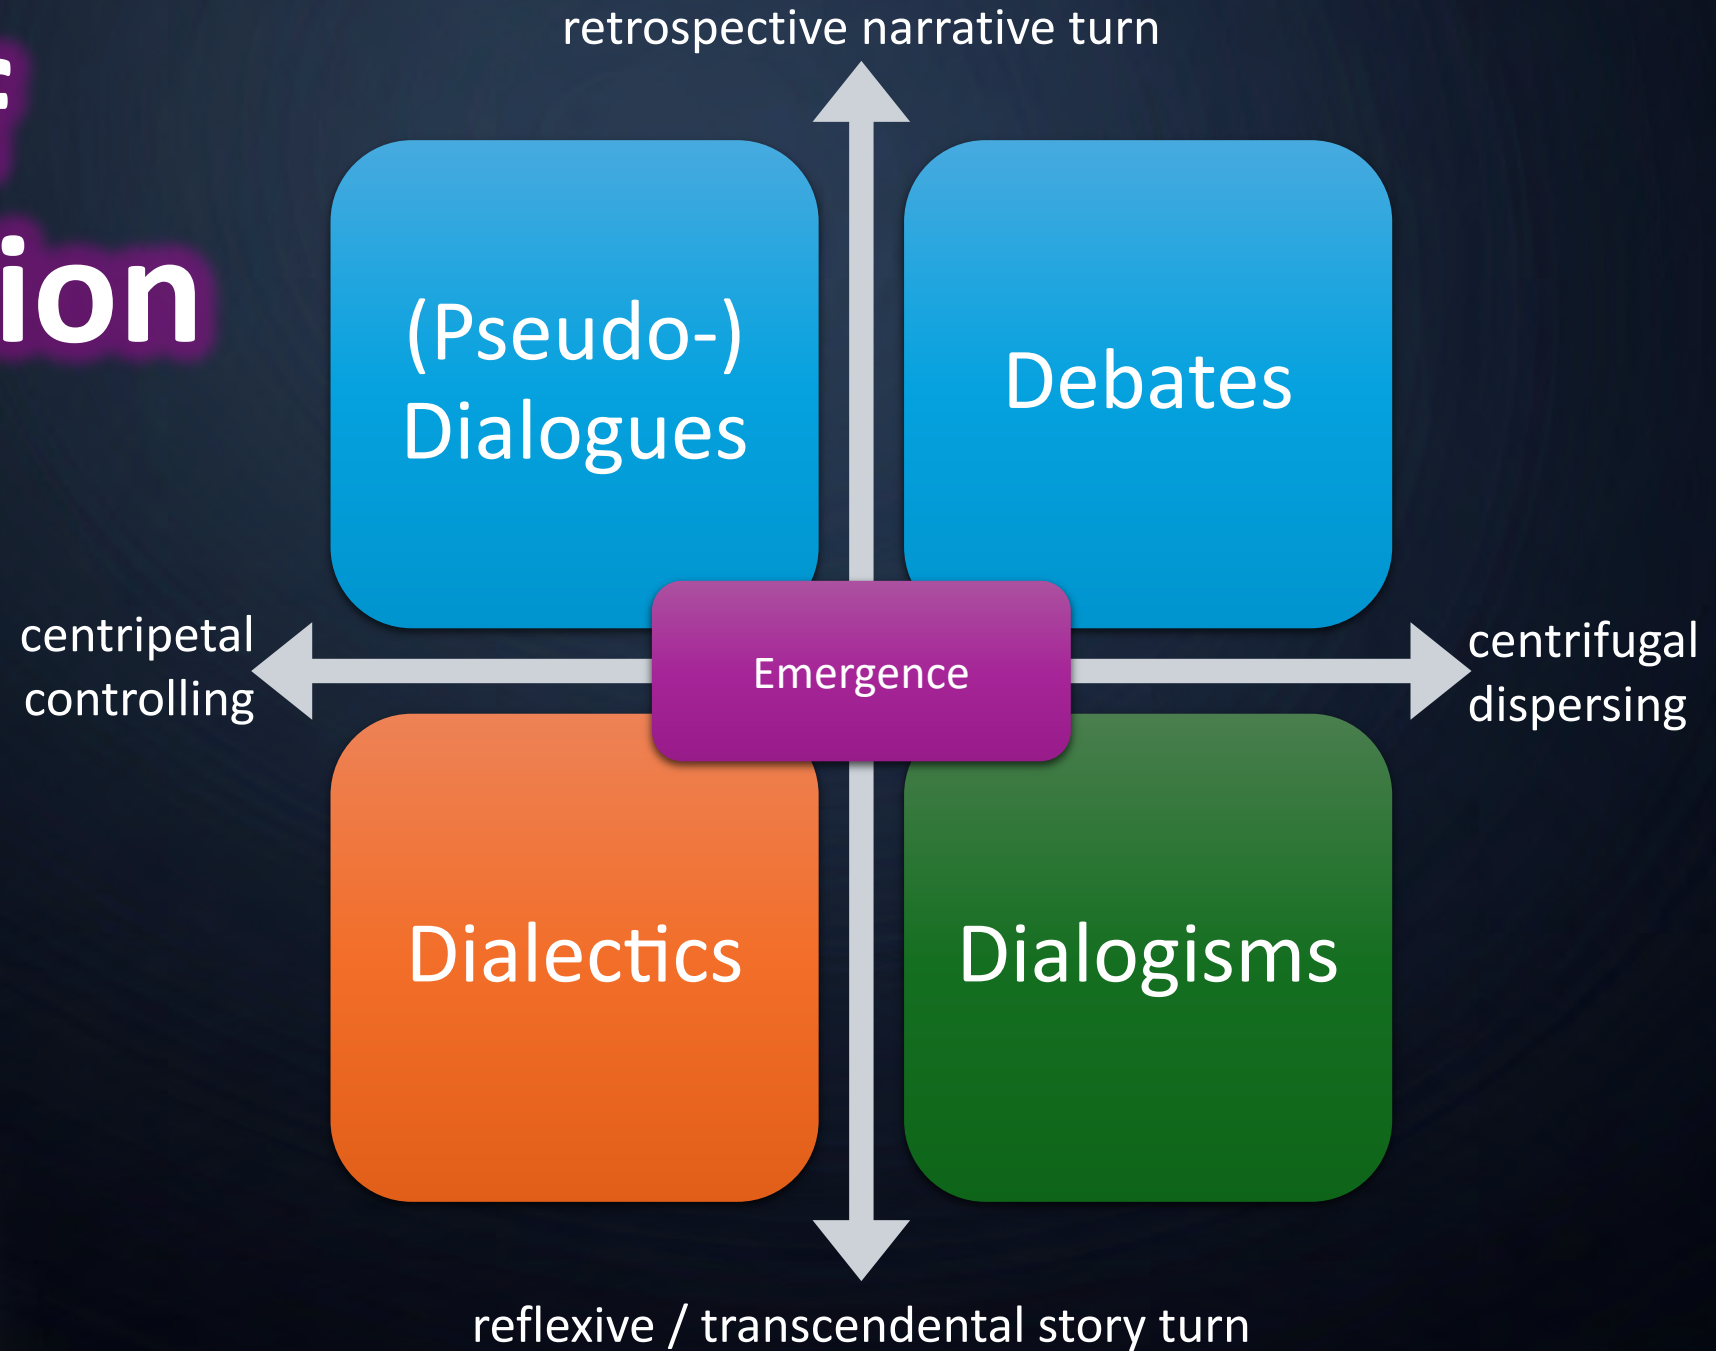 retrospective narrative turn
f
ion
(Pseudo-)
Dialogues
Debates
centripetal
controlling
Emergence
centrifugal
dispersing
Dialectics
Dialogisms
reflexive / transcendental story turn